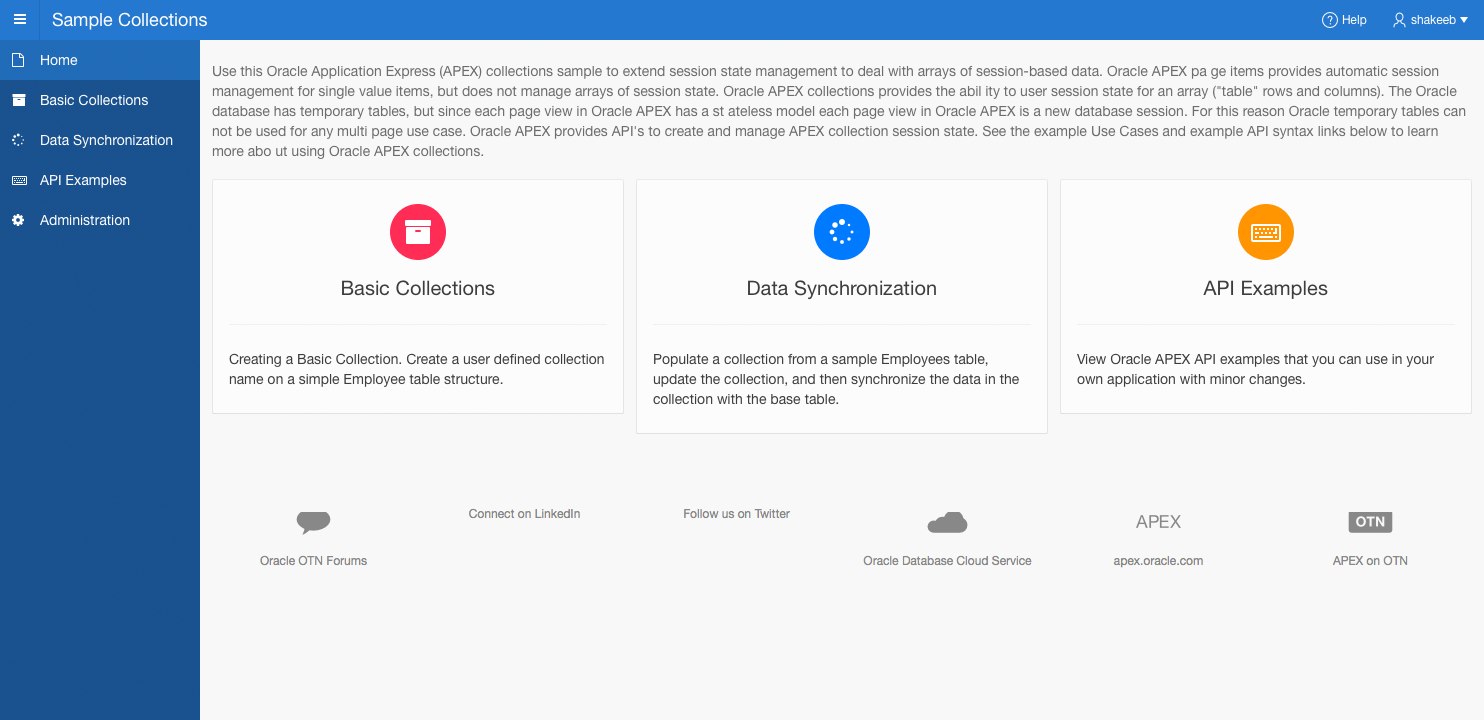 Sample Collections
Help
shakeeb
Home
Basic Collections
Data Synchronization
API Examples
Administration
Use this Oracle Application Express (APEX) collections sample to extend session state management to deal with arrays of session-based data. Oracle APEX pa ge items provides automatic session
management for single value items, but does not manage arrays of session state. Oracle APEX collections provides the abil ity to user session state for an array ("table" rows and columns). The Oracle
database has temporary tables, but since each page view in Oracle APEX has a st ateless model each page view in Oracle APEX is a new database session. For this reason Oracle temporary tables can
not be used for any multi page use case. Oracle APEX provides API's to create and manage APEX collection session state. See the example Use Cases and example API syntax links below to learn
more abo ut using Oracle APEX collections.
Basic Collections
Creating a Basic Collection. Create a user defined collection
name on a simple Employee table structure.
Data Synchronization
Populate a collection from a sample Employees table,
update the collection, and then synchronize the data in the
collection with the base table.
API Examples
View Oracle APEX API examples that you can use in your
own application with minor changes.
Oracle OTN Forums
Connect on LinkedIn
Follow us on Twitter
Oracle Database Cloud Service
APEX
apex.oracle.com
OTN
APEX on OTN